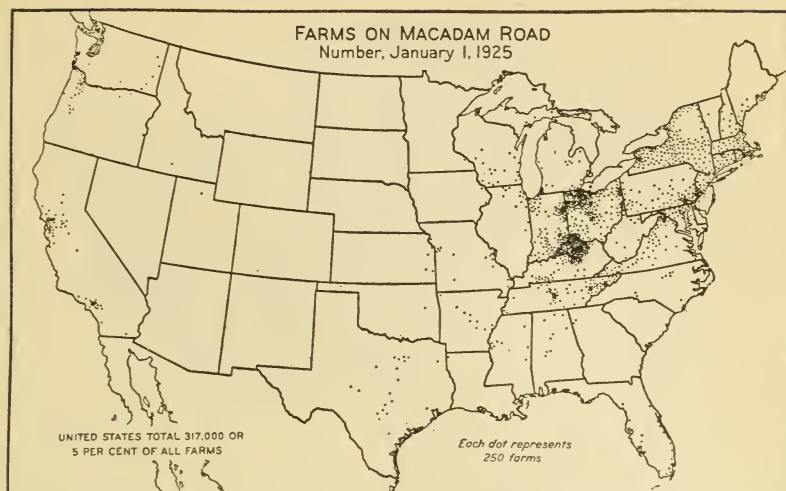 FARMS ON MACADAM ROAD
Number, January 1, 1925
UNITED STATES TOTAL 317,000 OR
5 PER CENT OF ALL FARMS
Each dot represents
250 farms